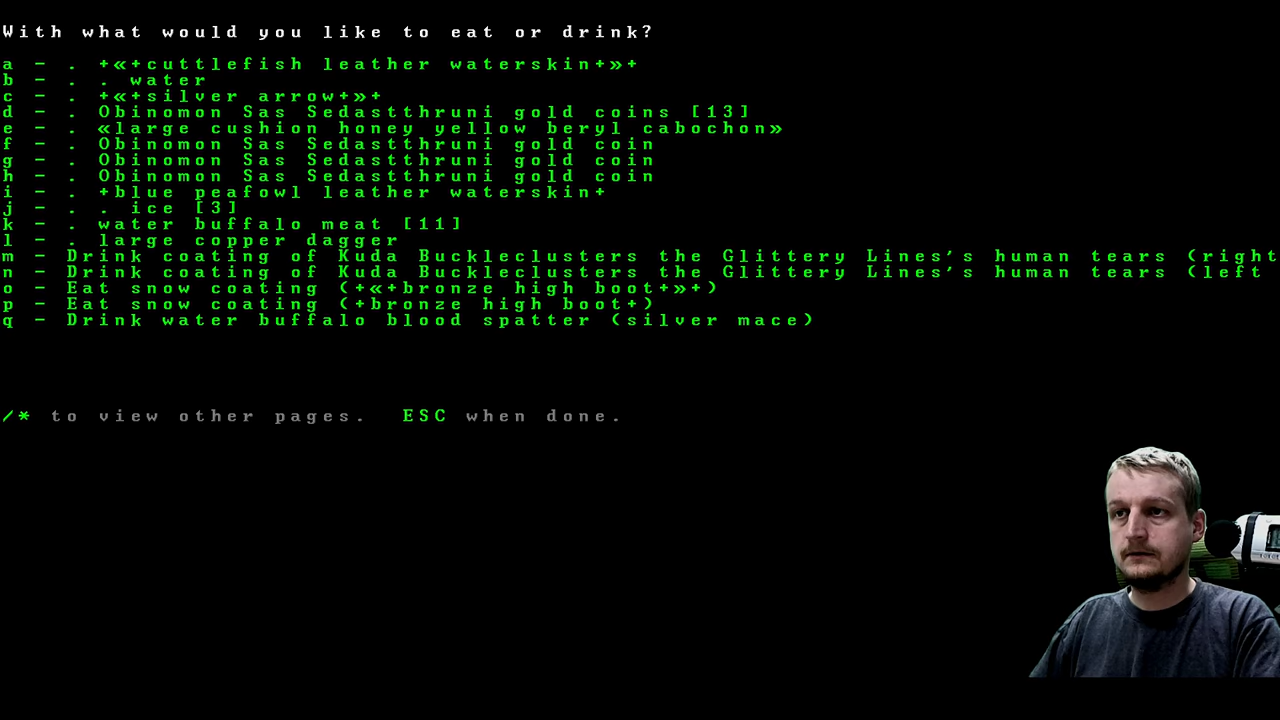 With what would you like to eat or drink?
a - . +«+cuttlefish leather waterskin+»+
b - . . water
c - . +«+silver arrow+»+
d - . Obinomon Sas Sedastthruni gold coins [13]
e - . «large cushion honey yellow beryl cabochon»
f - . Obinomon Sas Sedastthruni gold coin
g - . Obinomon Sas Sedastthruni gold coin
h - . Obinomon Sas Sedastthruni gold coin
i - . +blue peafowl leather waterskin+
j - . . ice [3]
k - . water buffalo meat [11]
l - . large copper dagger
m - Drink coating of Kuda Buckleclusters the Glittery Lines's human tears (right
n - Drink coating of Kuda Buckleclusters the Glittery Lines's human tears (left
o - Eat snow coating (+«+bronze high boot+»+)
p - Eat snow coating (+bronze high boot+)
q - Drink water buffalo blood spatter (silver mace)
/* to view other pages. ESC when done.